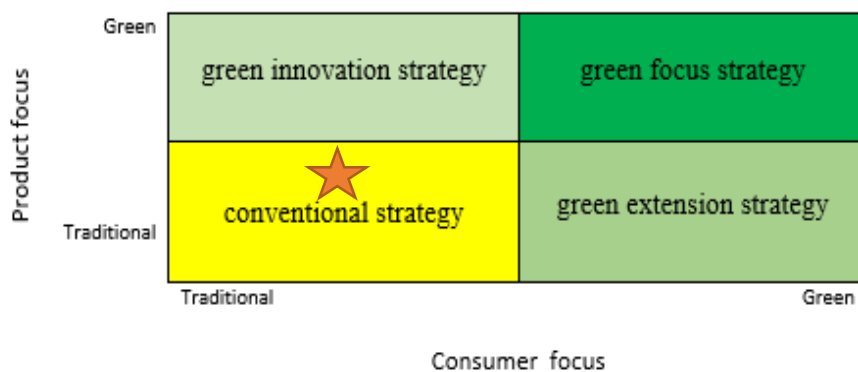 Green
green innovation strategy
green focus strategy
Product focus
conventional strategy
green extension strategy
Traditional
Traditional
Green
Consumer focus